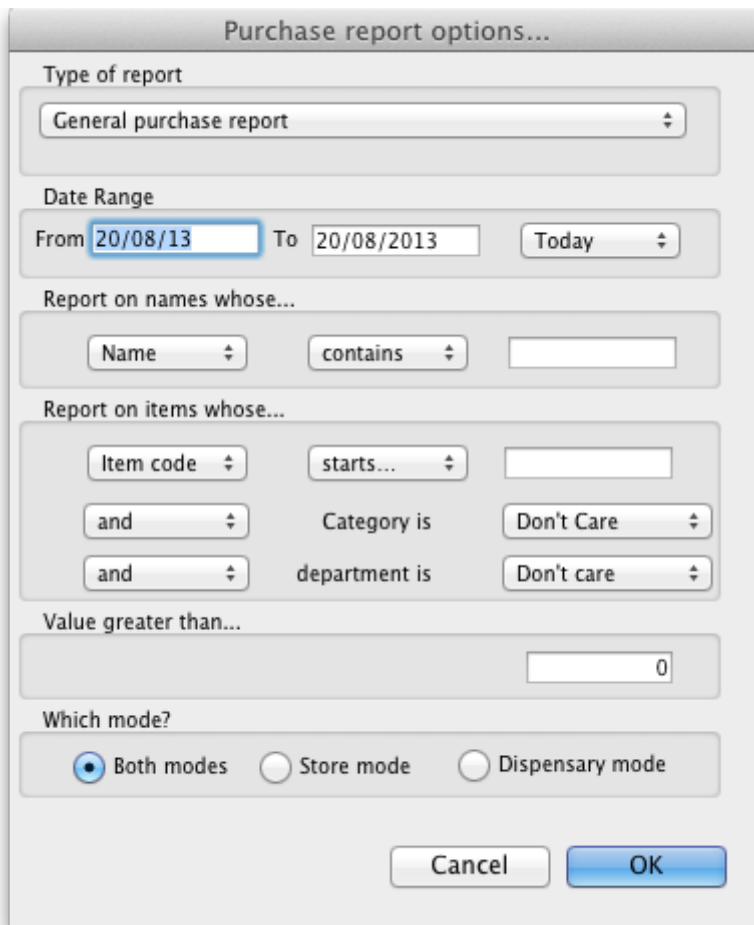 Purchase report options...
Type of report
General purchase report
Date Range
From 20/08/13 To 20/08/2013 Today
Report on names whose...
Name contains
Report on items whose...
Item code starts...
and Category is Don't Care
and department is Don't care
Value greater than...
0
Which mode?
Both modes Store mode Dispensary mode
Cancel OK